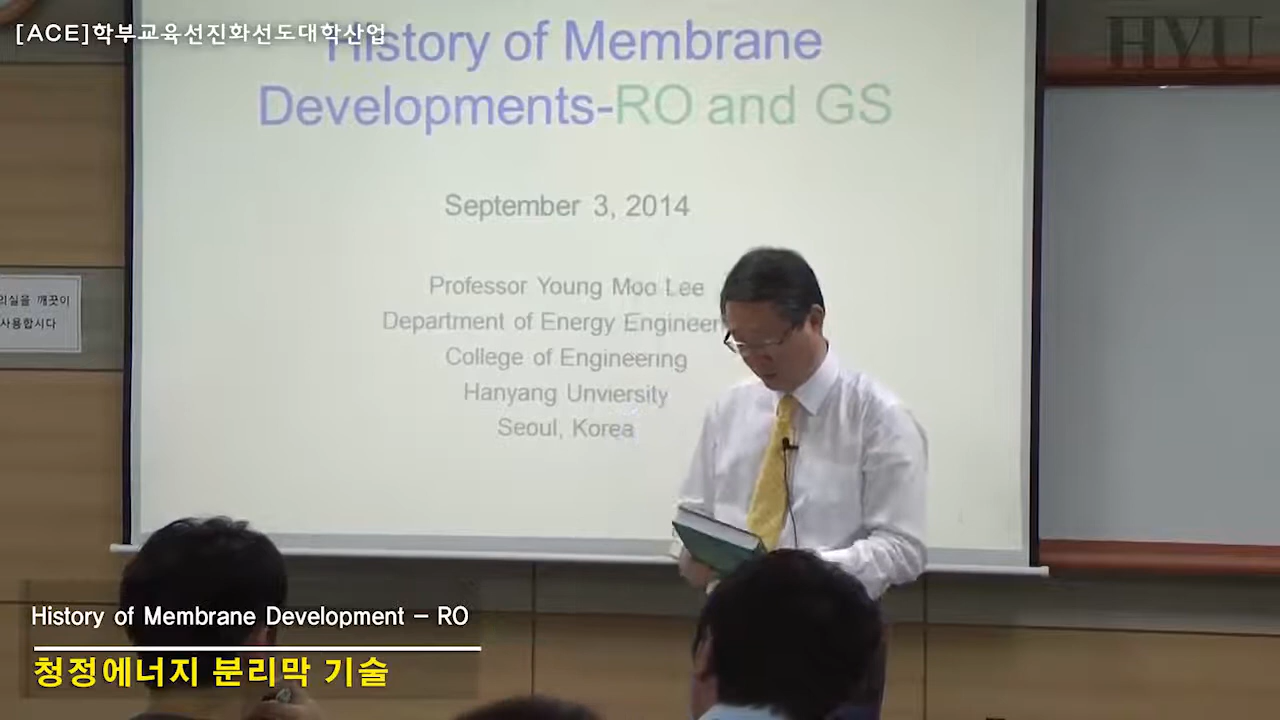 [ACE]학부교육선진화선도대학산업
HYU
History of Membrane
Developments-RO and GS
September 3, 2014
Professor Young Moo Lee
Department of Energy Engineer
College of Engineering
Hanyang Unviersity
Seoul, Korea
의실을 깨끗이
사용합시다
History of Membrane Development – RO
청정에너지 분리막 기술